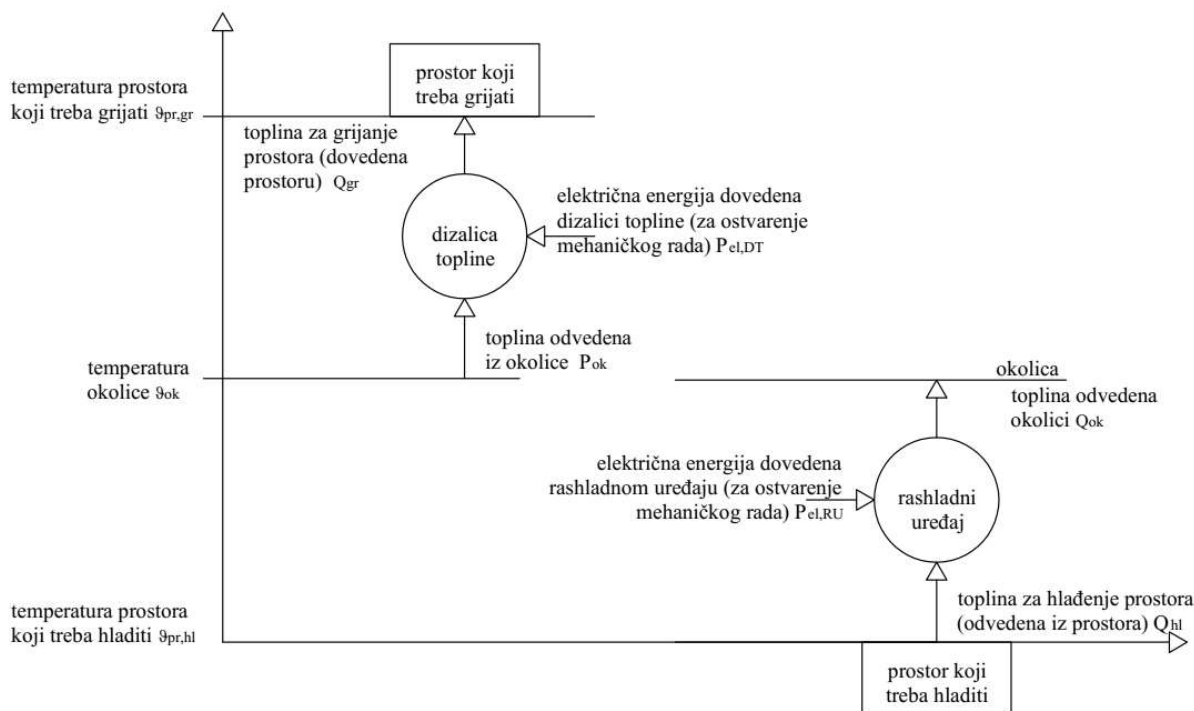 prostor koji
treba grijati
temperatura prostora
koji treba grijati ϑpr,gr
toplina za grijanje
prostora (dovedena
prostoru) Qgr
električna energija dovedena
dizalici topline (za ostvarenje
mehaničkog rada) Pel,DT
dizalica
topline
toplina odvedena
iz okolice Pok
temperatura
okolice ϑok
okolica
toplina odvedena
okolici Qok
električna energija dovedena
rashladnom uređaju (za ostvarenje
mehaničkog rada) Pel,RU
rashladni
uređaj
temperatura prostora
koji treba hladiti ϑpr,hl
toplina za hlađenje prostora
(odvedena iz prostora) Qhl
prostor koji
treba hladiti